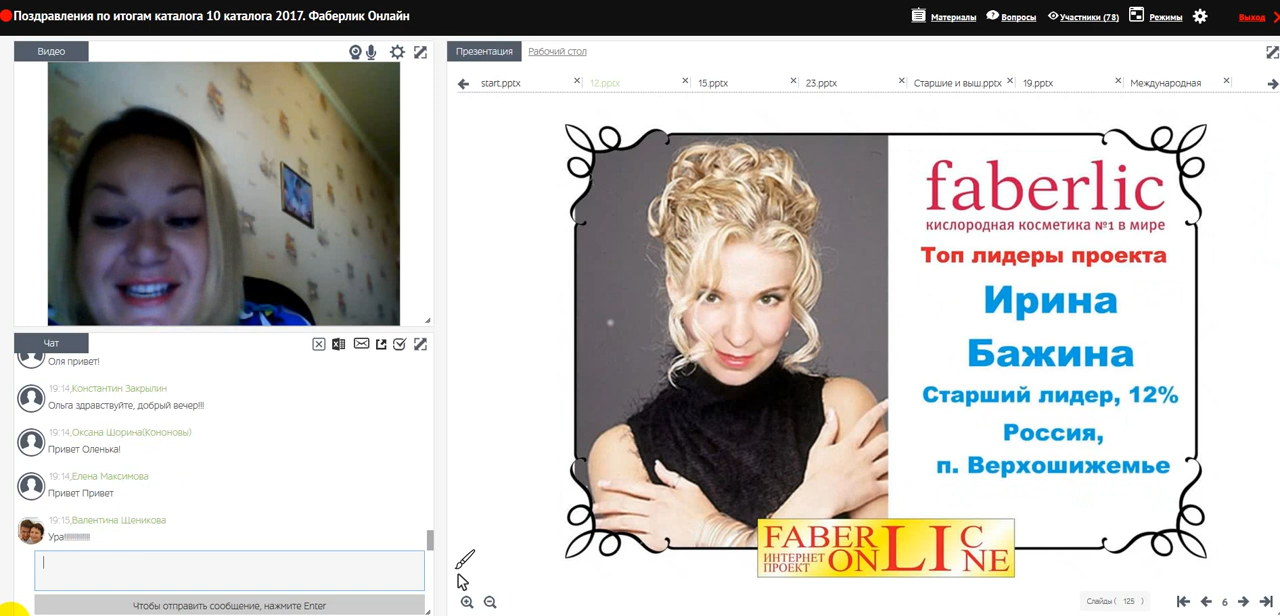 Поздравления по итогам каталога 10 каталога 2017. Фаберлик Онлайн
Материалы
Вопросы
Участники (78)
Режимы
Выход
Видео
Чат
Оля привет!
19:14,Константин Закрылин
Ольга здравствуйте, добрый вечер!!!
19:14,Оксана Шорина(Кононовы)
Привет Оленька!
19:14,Елена Максимова
Привет Привет
19:15,Валентина Щеникова
Ура!!!!!!!!!!!!!
Чтобы отправить сообщение, нажмите Enter
Презентация
Рабочий стол
start.pptx
12.pptx
15.pptx
23.pptx
Старшие и выш.pptx
19.pptx
Международная
faberlic
кислородная косметика №1 в мире
Топ лидеры проекта
Ирина
Бажина
Старший лидер, 12%
Россия,
п. Верхошижемье
FABERLIC
ИНТЕРНЕТ ПРОЕКТ
ONLINE
Слайды ( 125 )
6